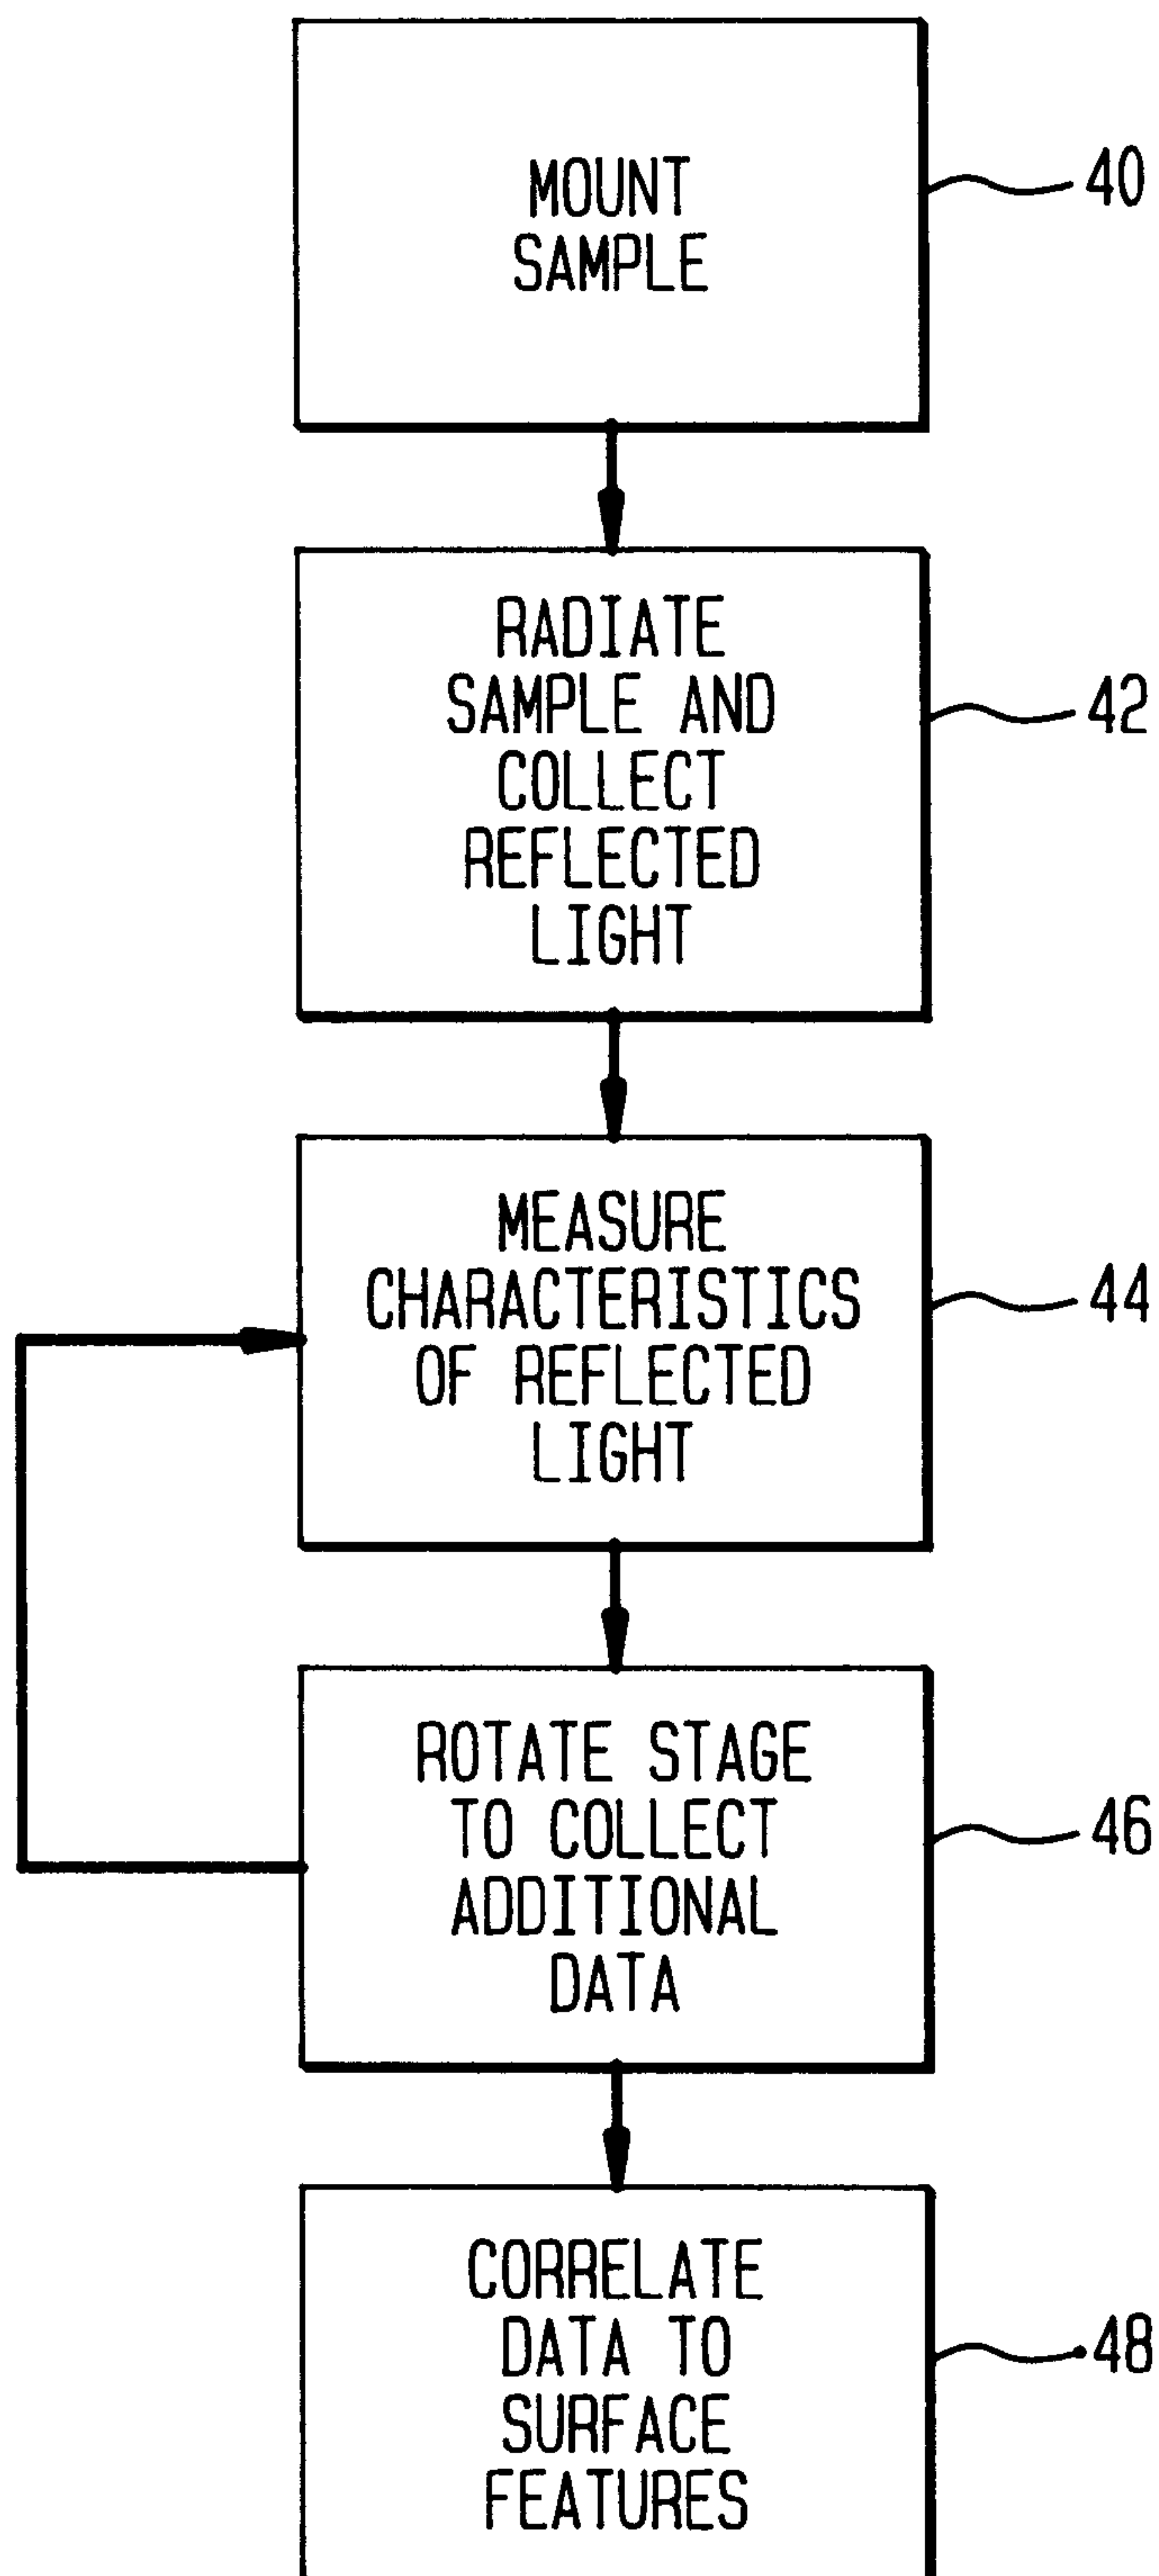 MOUNT
SAMPLE
40
RADIATE
SAMPLE AND
COLLECT
REFLECTED
LIGHT
42
MEASURE
CHARACTERISTICS
OF REFLECTED
LIGHT
44
ROTATE STAGE
TO COLLECT
ADDITIONAL
DATA
46
CORRELATE
DATA TO
SURFACE
FEATURES
48